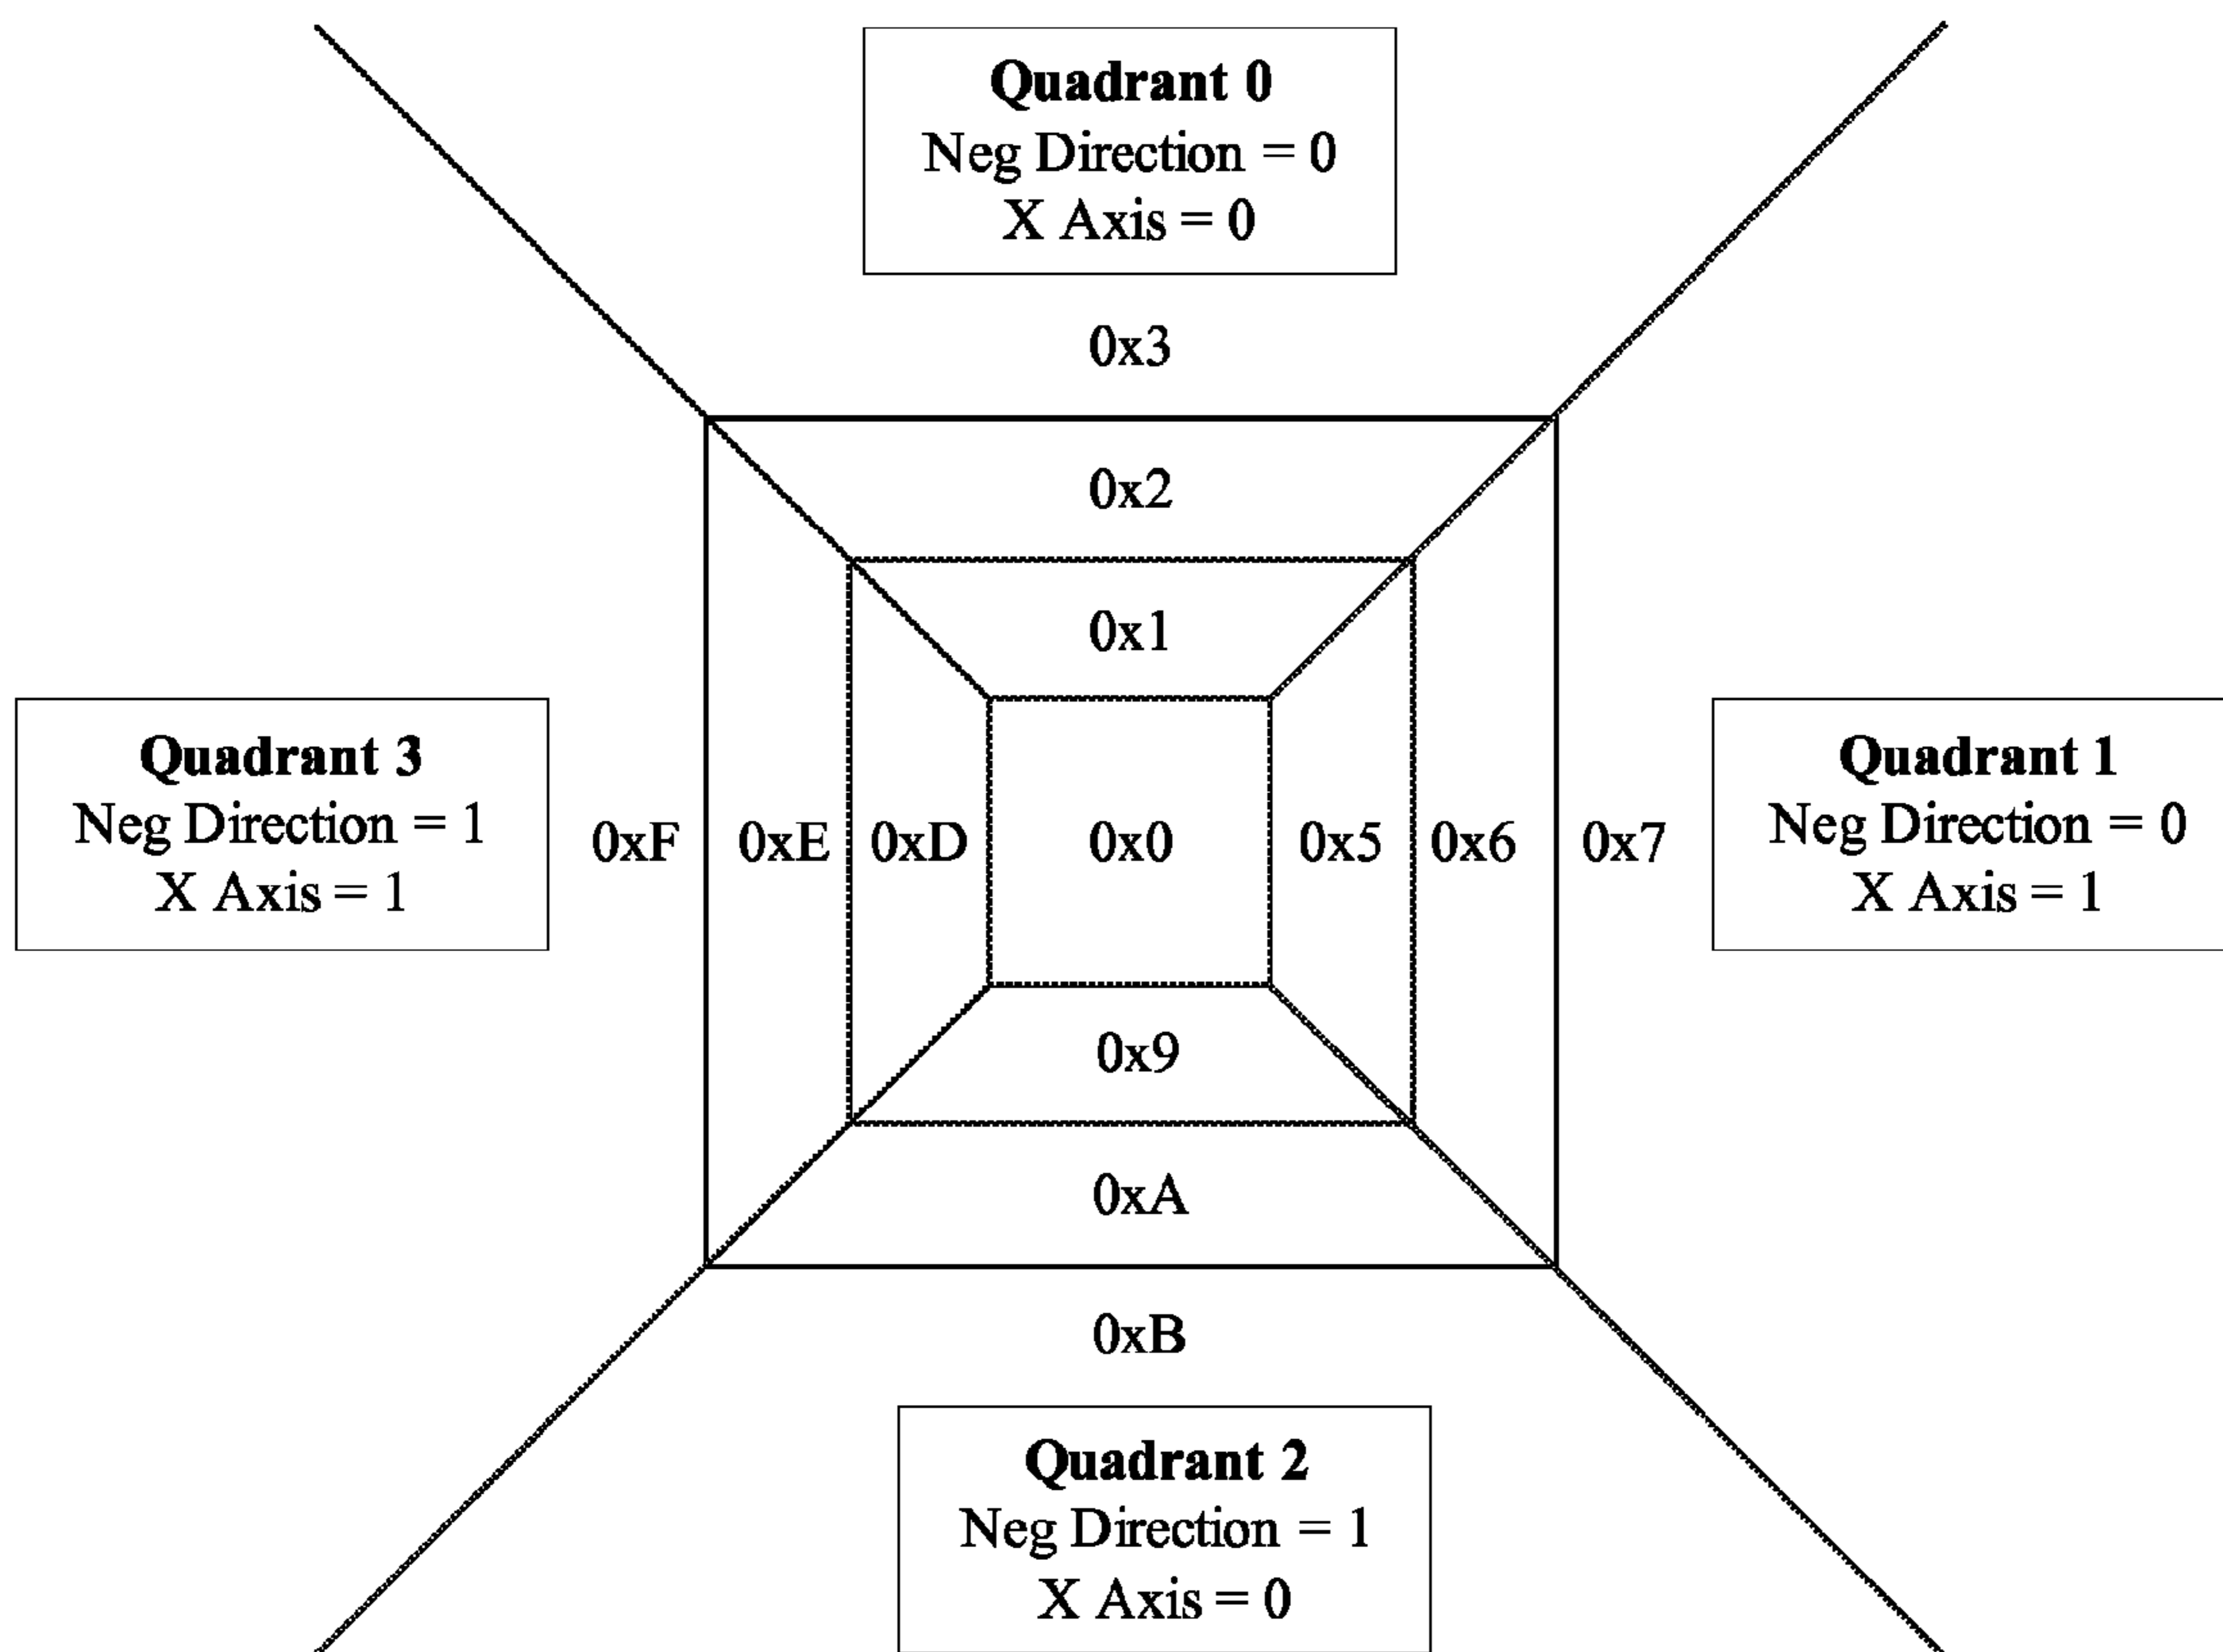 Quadrant 0
Neg Direction = 0
X Axis = 0
0x3
0x2
0x1
Quadrant 3
Neg Direction = 1
X Axis = 1
0xF
0xE
0xD
0x0
0x5
0x6
0x7
Quadrant 1
Neg Direction = 0
X Axis = 1
0x9
0xA
0xB
Quadrant 2
Neg Direction = 1
X Axis = 0